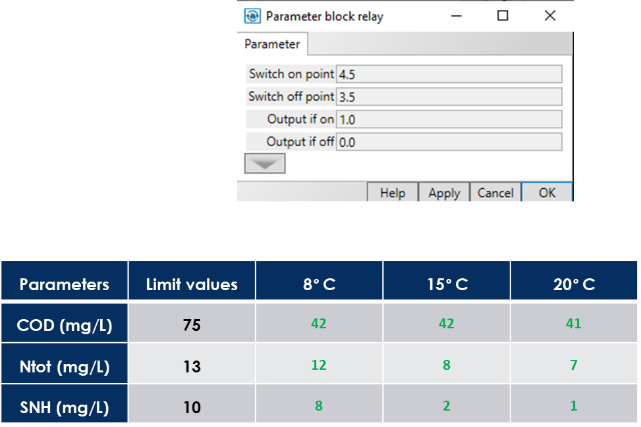 Parameter block relay
Parameter
Switch on point 4.5
Switch off point 3.5
Output if on 1.0
Output if off 0.0
Help Apply Cancel OK
Parameters Limit values 8° C 15° C 20° C
COD (mg/L) 75 42 42 41
Ntot (mg/L) 13 12 8 7
SNH (mg/L) 10 8 2 1